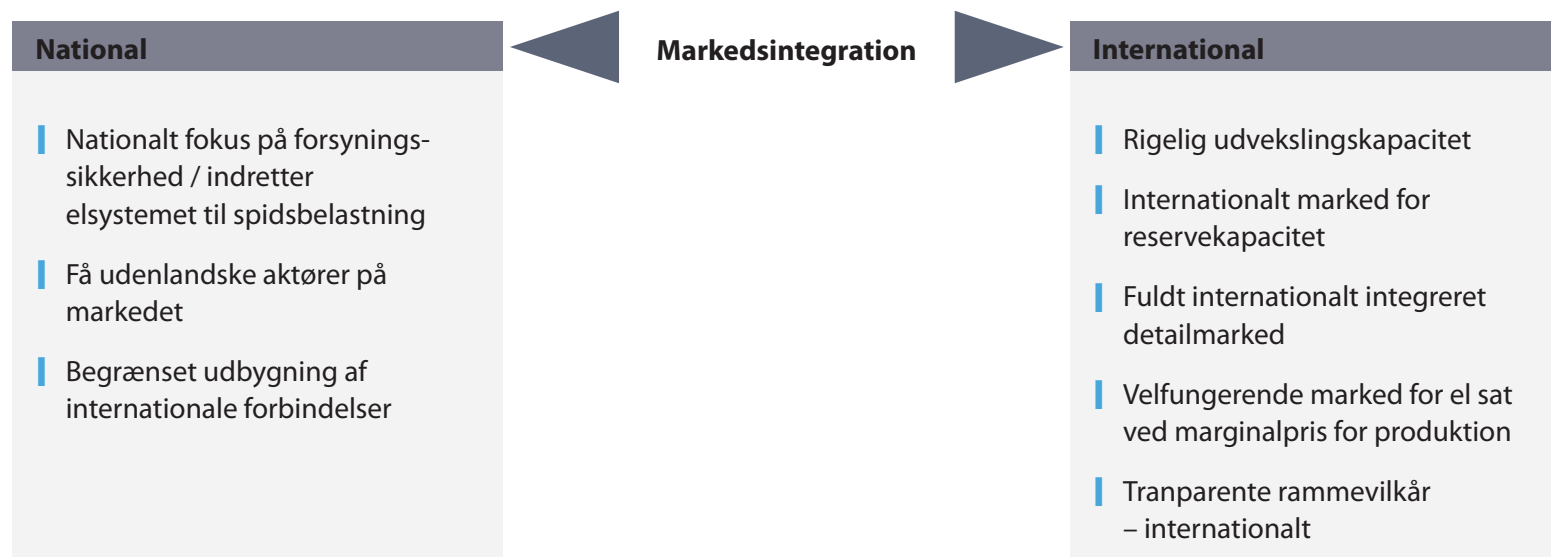 National
Nationalt fokus på forsynings-
sikkerhed / indretter
elsystemet til spidsbelastning
Få udenlandske aktører på
markedet
Begrænset udbygning af
internationale forbindelser
Markedsintegration
International
Rigelig udvekslingskapacitet
Internationalt marked for
reservekapacitet
Fuldt internationalt integreret
detailmarked
Velfungerende marked for el sat
ved marginalpris for produktion
Tranparente rammevilkår
– internationalt